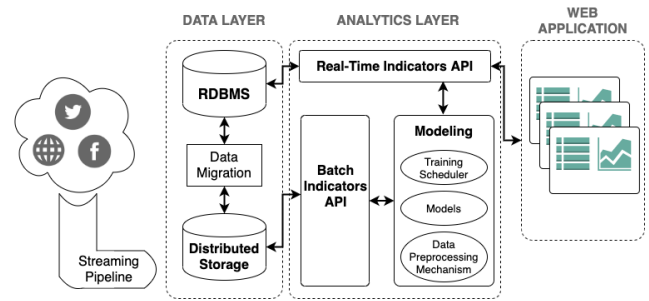 DATA LAYER
ANALYTICS LAYER
WEB
APPLICATION
RDBMS
Real-Time Indicators API
Data
Migration
Batch
Indicators
API
Modeling
Training
Scheduler
Models
Data
Preprocessing
Mechanism
Distributed
Storage
Streaming
Pipeline